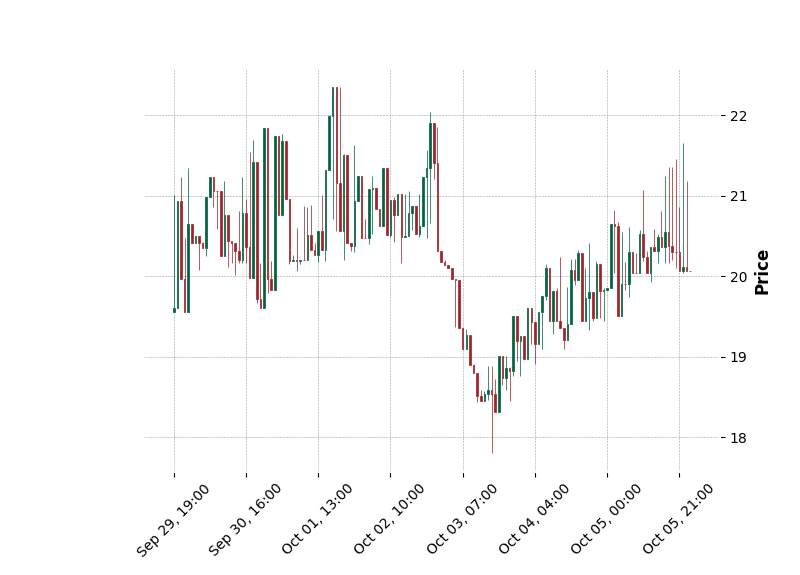 22
21
20
19
18
Price
Sep 29, 19:00
Sep 30, 16:00
Oct 01, 13:00
Oct 02, 10:00
Oct 03, 07:00
Oct 04, 04:00
Oct 05, 00:00
Oct 05, 21:00